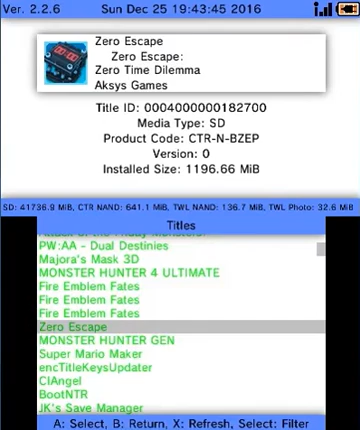 Ver. 2.2.6 Sun Dec 25 19:43:45 2016
Zero Escape
Zero Escape:
Zero Time Dilemma
Aksys Games
Title ID: 0004000000182700
Media Type: SD
Product Code: CTR-N-BZEP
Version: 0
Installed Size: 1196.66 MiB
SD: 41736.9 MiB, CTR NAND: 641.1 MiB, TWL NAND: 136.7 MiB, TWL Photo: 32.6 MiB
Titles
Attack of the Friday Monsters!
PW:AA - Dual Destinies
Majora's Mask 3D
MONSTER HUNTER 4 ULTIMATE
Fire Emblem Fates
Fire Emblem Fates
Fire Emblem Fates
Zero Escape
MONSTER HUNTER GEN
Super Mario Maker
encTitleKeysUpdater
CIAngel
BootNTR
JK's Save Manager
A: Select, B: Return, X: Refresh, Select: Filter